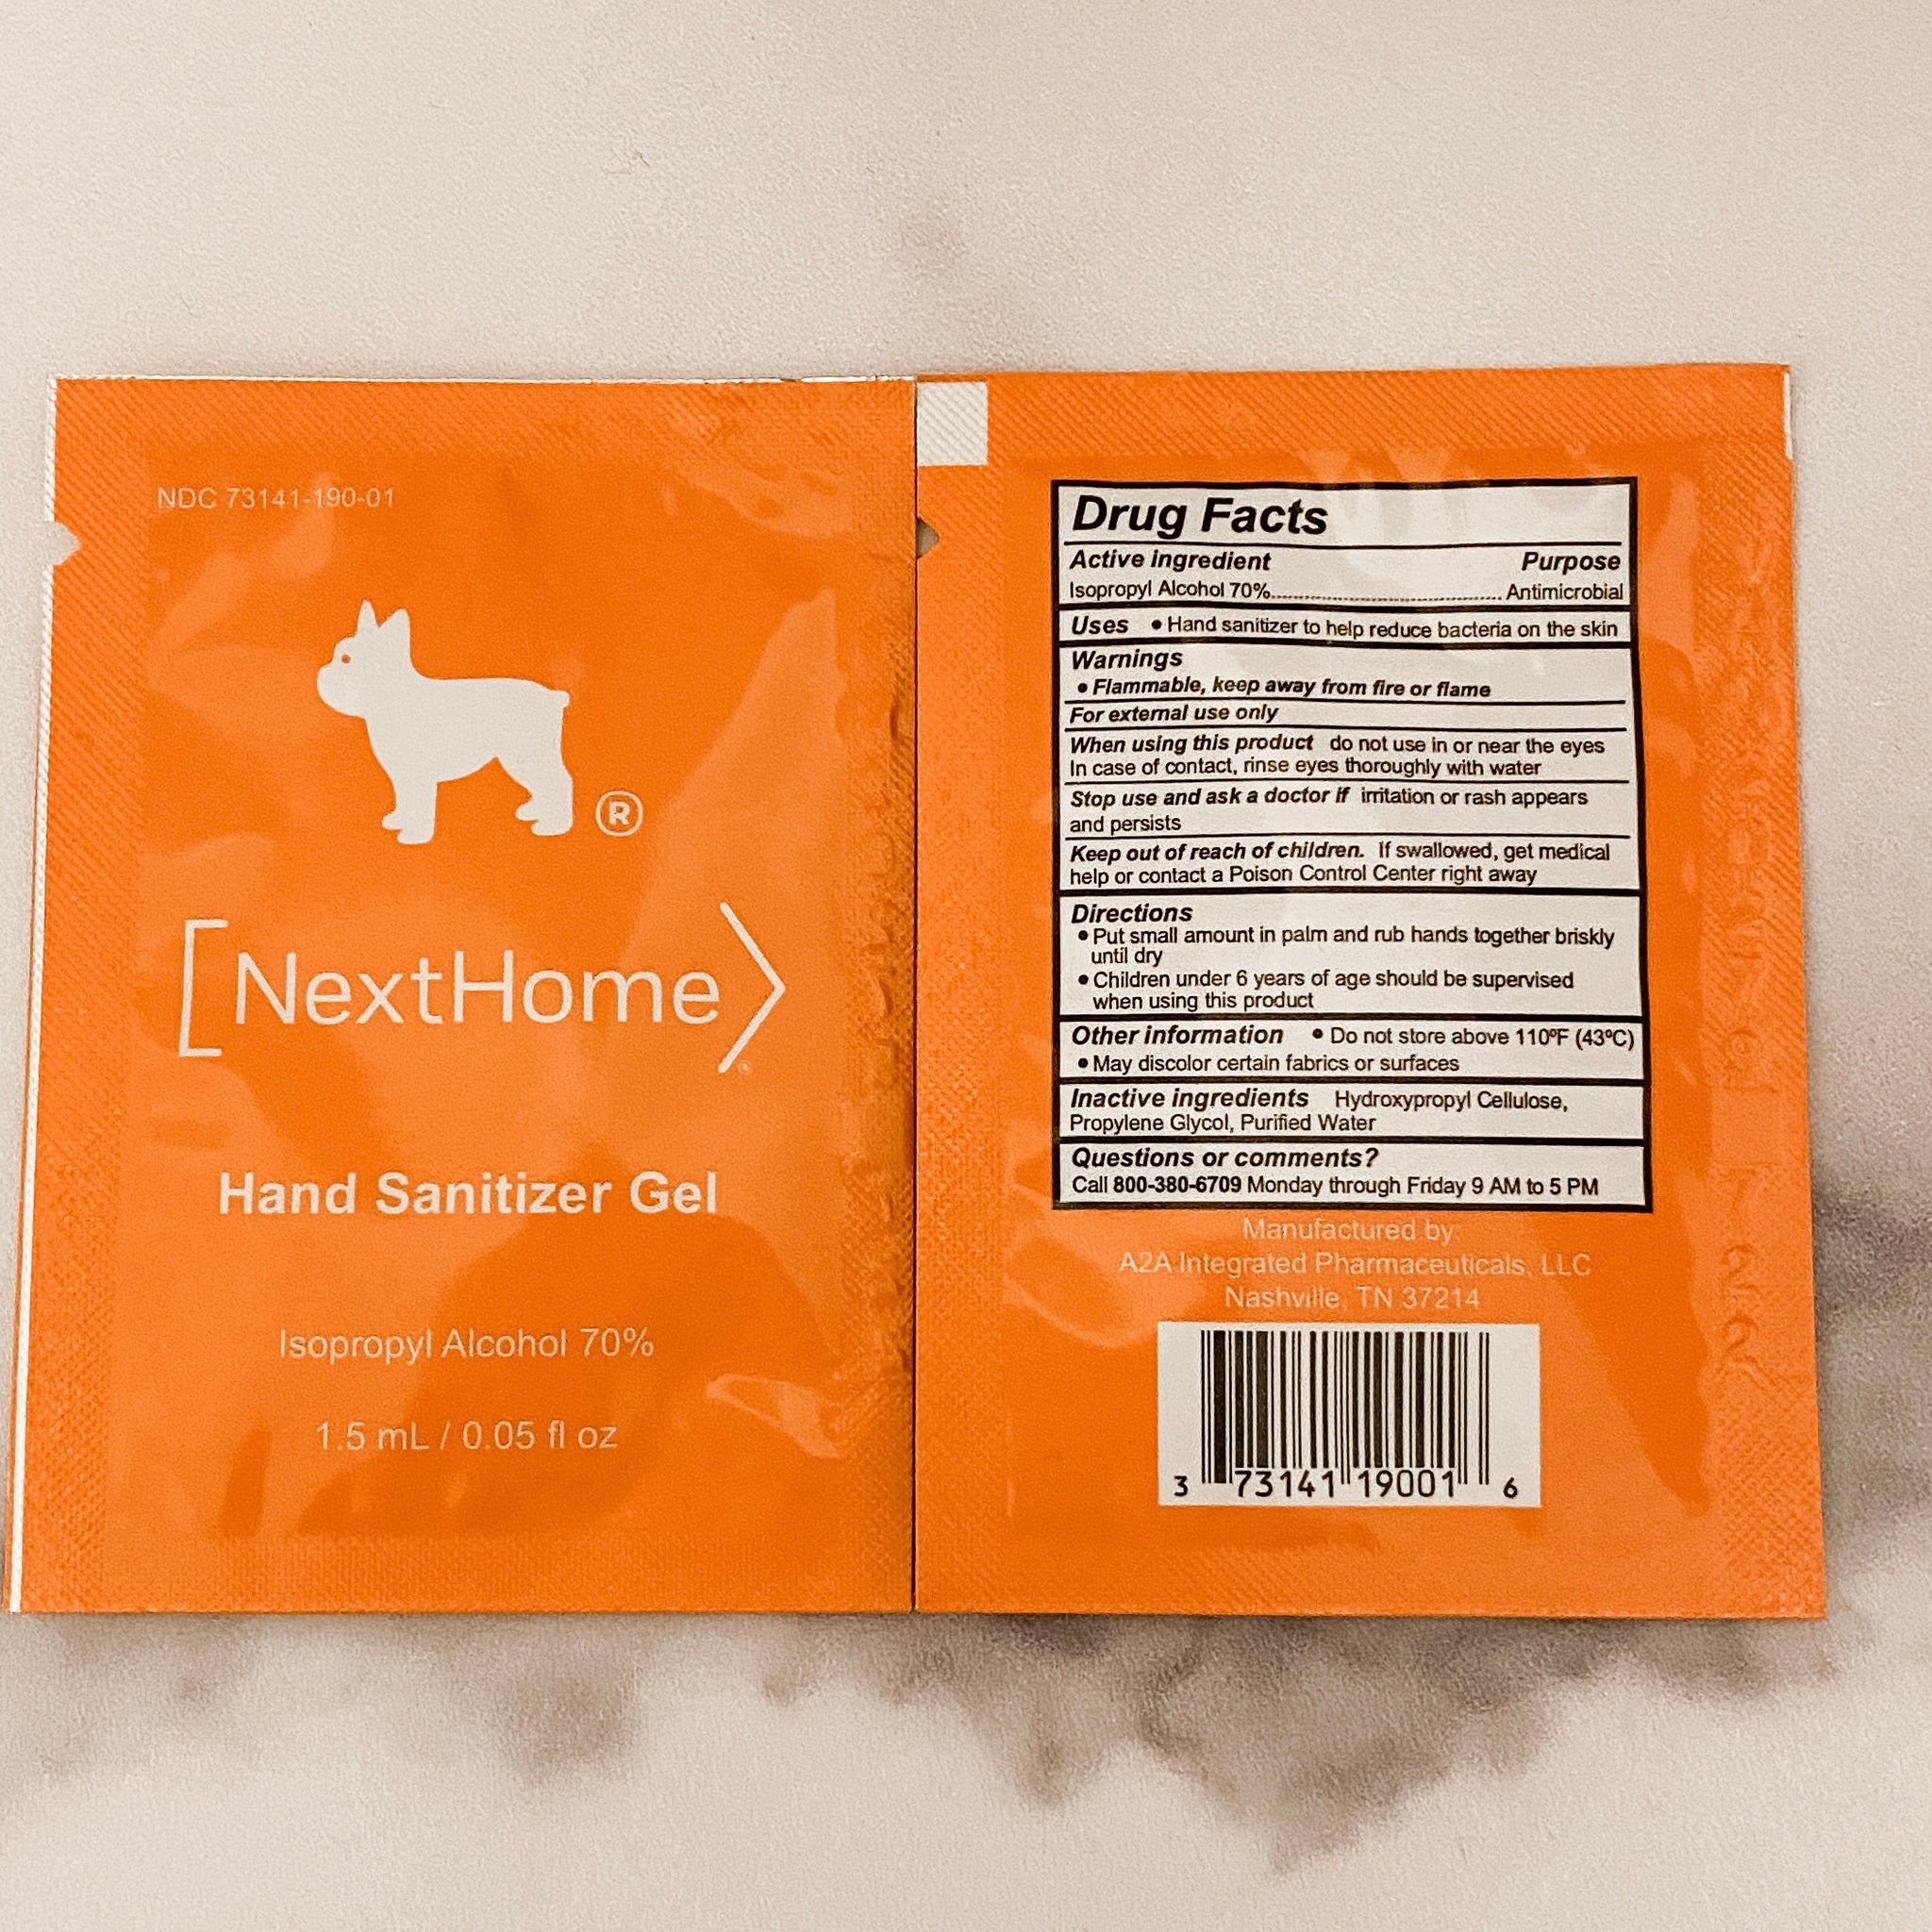 NDC 73141-190-01
®
[NextHome⟩
Hand Sanitizer Gel
Isopropyl Alcohol 70%
1.5 mL / 0.05 fl oz
Drug Facts
Active ingredient Purpose
Isopropyl Alcohol 70%.......................................... Antimicrobial
Uses • Hand sanitizer to help reduce bacteria on the skin
Warnings
• Flammable, keep away from fire or flame
For external use only
When using this product do not use in or near the eyes
In case of contact, rinse eyes thoroughly with water
Stop use and ask a doctor if irritation or rash appears
and persists
Keep out of reach of children. If swallowed, get medical
help or contact a Poison Control Center right away
Directions
• Put small amount in palm and rub hands together briskly
until dry
• Children under 6 years of age should be supervised
when using this product
Other information • Do not store above 110ºF (43ºC)
• May discolor certain fabrics or surfaces
Inactive ingredients Hydroxypropyl Cellulose,
Propylene Glycol, Purified Water
Questions or comments?
Call 800-380-6709 Monday through Friday 9 AM to 5 PM
Manufactured by:
A2A Integrated Pharmaceuticals, LLC
Nashville, TN 37214
3 73141 19001 6